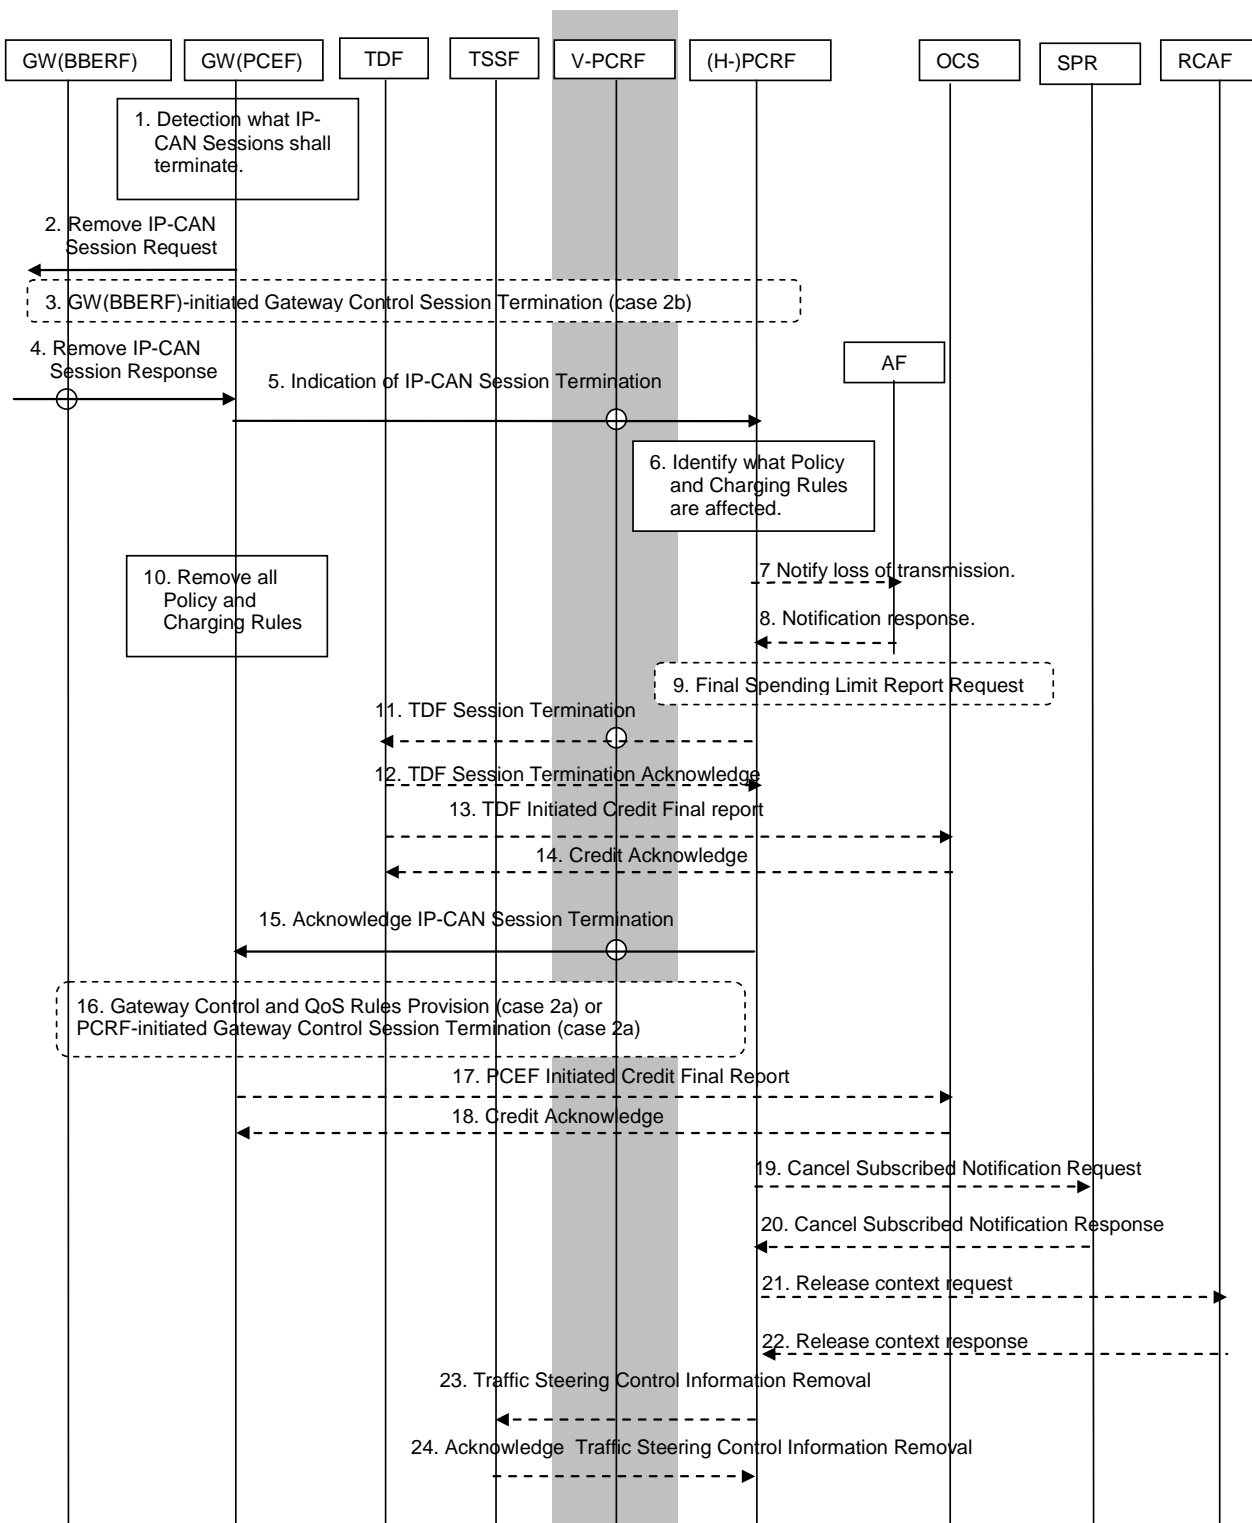 GW(BBERF)
GW(PCEF)
TDF
TSSF
V-PCRF
(H-)PCRF
OCS
SPR
RCAF
1. Detection what IP-
CAN Sessions shall
terminate.
2. Remove IP-CAN
Session Request
3. GW(BBERF)-initiated Gateway Control Session Termination (case 2b)
4. Remove IP-CAN
Session Response
AF
5. Indication of IP-CAN Session Termination
6. Identify what Policy
and Charging Rules
are affected.
7 Notify loss of transmission.
10. Remove all
Policy and
Charging Rules
8. Notification response.
9. Final Spending Limit Report Request
11. TDF Session Termination
12. TDF Session Termination Acknowledge
13. TDF Initiated Credit Final report
14. Credit Acknowledge
15. Acknowledge IP-CAN Session Termination
16. Gateway Control and QoS Rules Provision (case 2a) or
PCRF-initiated Gateway Control Session Termination (case 2a)
17. PCEF Initiated Credit Final Report
18. Credit Acknowledge
19. Cancel Subscribed Notification Request
20. Cancel Subscribed Notification Response
21. Release context request
22. Release context response
23. Traffic Steering Control Information Removal
24. Acknowledge  Traffic Steering Control Information Removal